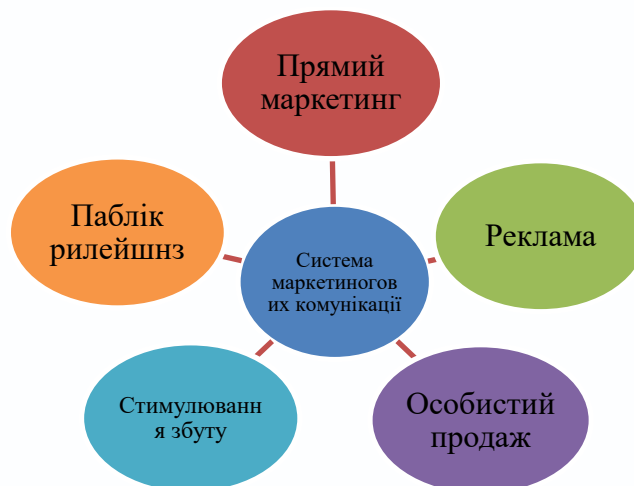 Прямий
маркетинг
Паблік
рилейшнз
Реклама
Система
маркетиногов
их комунікації
Стимулюванн
я збуту
Особистий
продаж